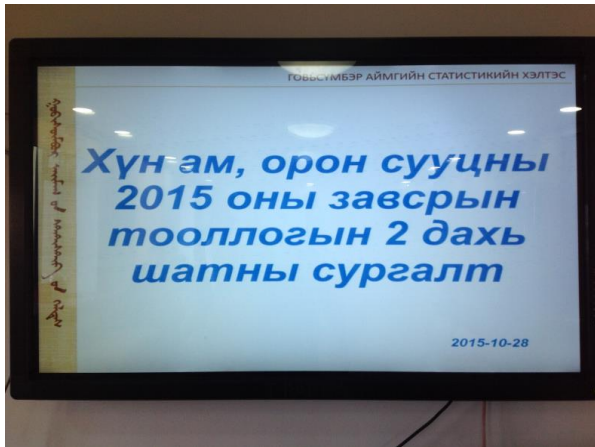 ГОВЬСҮМБЭР АЙМГИЙН СТАТИСТИКИЙН ХЭЛТЭС
Хүн ам, орон сууцны
2015 оны завсрын
тооллогын 2 дахь
шатны сургалт
2015-10-28